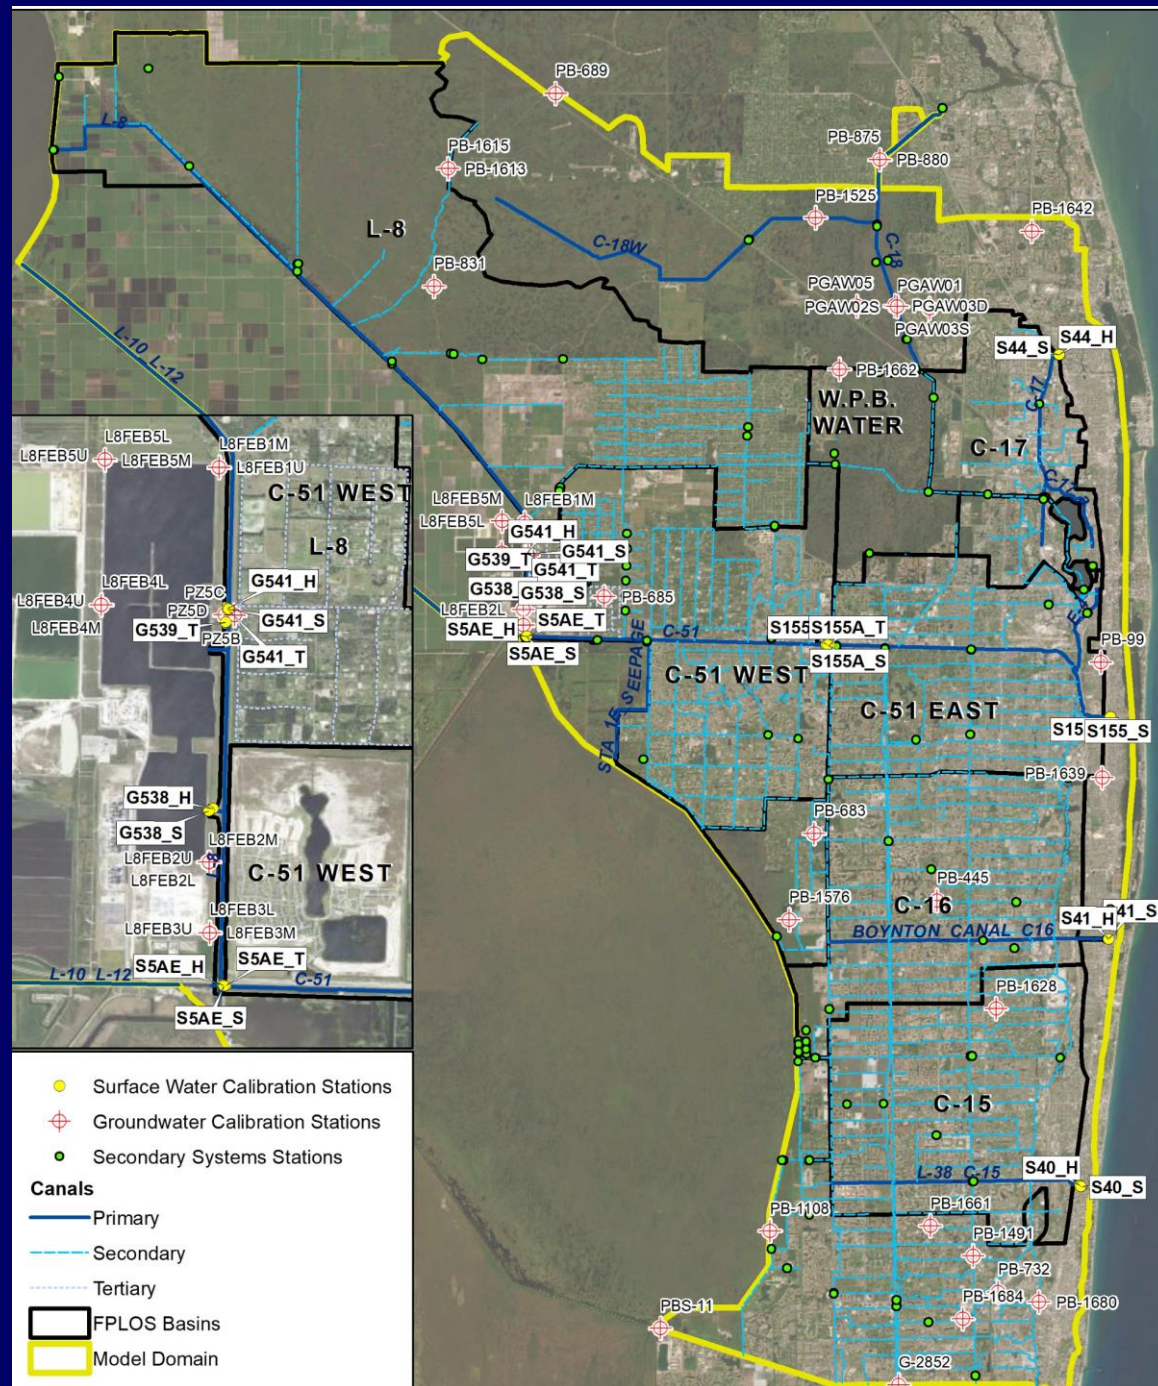 PB-689
L-8
PB-1615
PB-1613
PB-875
PB-880
PB-1525
PB-1642
L-8
C-18W
C-18
PB-831
PGAW05
PGAW01
PGAW02S
PGAW03D
PGAW03S
L-10 L-12
S44_S
S44_H
PB-1662
W.P.B.
WATER
C-17
C-17
L8FEB5M
L8FEB1M
L8FEB5L
G541_H
G539_T
G541_S
G541_T
G538_S
PB-685
L8FEB2L
S5AE_T
S5AE_H
S5AE_S
C-51
S155A_T
S155A_S
PB-99
C-51 WEST
C-51 EAST
STA 1E SEEPAGE
S155_S
PB-1639
PB-683
PB-445
PB-1576
C-16
S41_H
S41_S
BOYNTON CANAL C16
PB-1628
C-15
L-38 C-15
S40_H
S40_S
PB-1108
PB-1661
PB-1491
PB-732
PB-1684
PB-1680
PBS-11
G-2852
L8FEB5L
L8FEB1M
L8FEB5U
L8FEB5M
L8FEB1U
C-51 WEST
L-8
L8FEB4L
PZ5C
G541_H
L8FEB4U
PZ5D
G541_S
L8FEB4M
G539_T
PZ5B
G541_T
G538_H
G538_S
L8FEB2M
L8FEB2U
L8
L8FEB2L
C-51 WEST
L8FEB3L
L8FEB3U
L8FEB3M
S5AE_H
S5AE_T
L-10 L-12
C-51
S5AE_S
Surface Water Calibration Stations
Groundwater Calibration Stations
Secondary Systems Stations
Canals
Primary
Secondary
Tertiary
FPLOS Basins
Model Domain